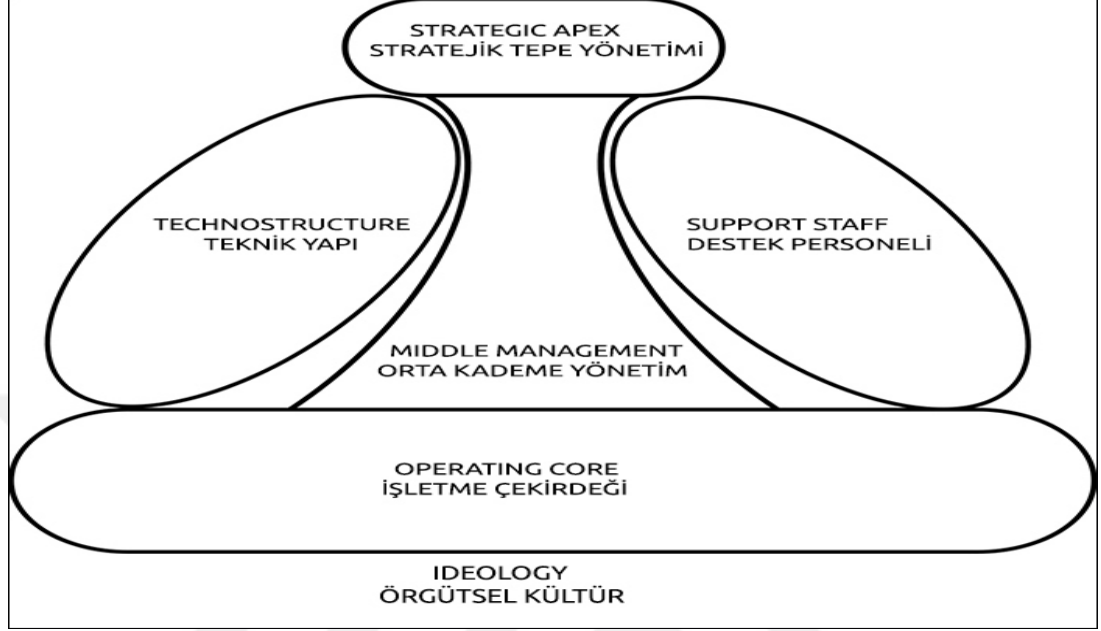 STRATEGIC APEX
STRATEJİK TEPE YÖNETİMİ
TECHNOSTRUCTURE
TEKNİK YAPI
SUPPORT STAFF
DESTEK PERSONELİ
MIDDLE MANAGEMENT
ORTA KADEME YÖNETİM
OPERATING CORE
İŞLETME ÇEKİRDEĞİ
IDEOLOGY
ÖRGÜTSEL KÜLTÜR